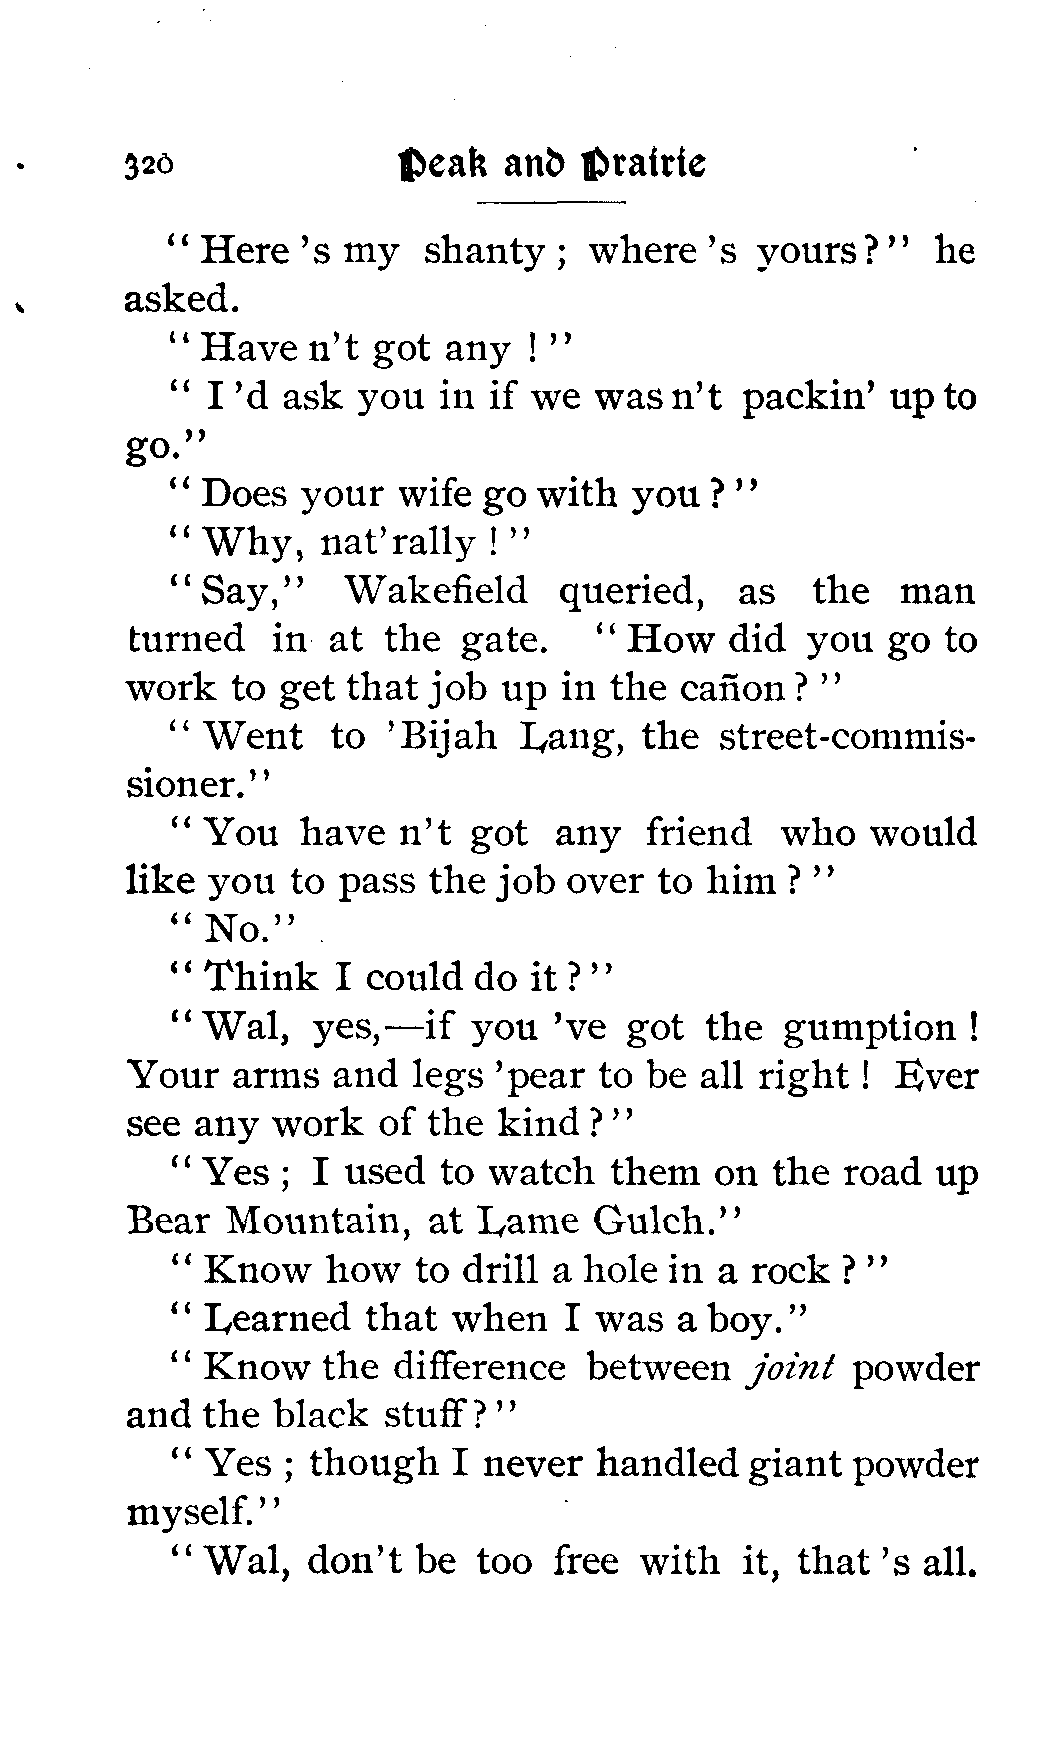 320 Peak and Prairie
"Here 's my shanty; where 's yours?" he
asked.
"Have n't got any!"
"I 'd ask you in if we was n't packin' up to
go."
"Does your wife go with you?"
"Why, nat'rally!"
"Say," Wakefield queried, as the man
turned in at the gate. "How did you go to
work to get that job up in the cañon?"
"Went to 'Bijah Lang, the street-commis-
sioner."
"You have n't got any friend who would
like you to pass the job over to him?"
"No."
"Think I could do it?"
"Wal, yes,—if you 've got the gumption!
Your arms and legs 'pear to be all right! Ever
see any work of the kind?"
"Yes; I used to watch them on the road up
Bear Mountain, at Lame Gulch."
"Know how to drill a hole in a rock?"
"Learned that when I was a boy."
"Know the difference between joint powder
and the black stuff?"
"Yes; though I never handled giant powder
myself."
"Wal, don't be too free with it, that 's all.